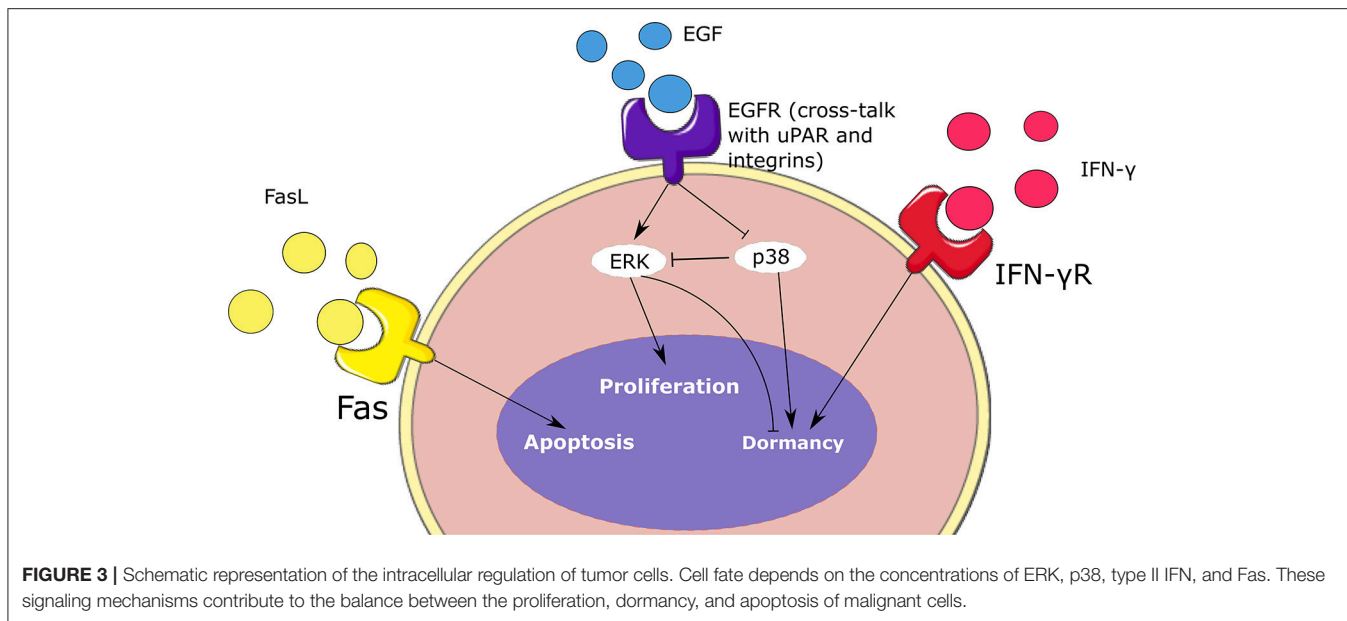 EGF
EGFR (cross-talk
with uPAR and
integrins)
IFN-γ
FasL
ERK
p38
IFN-γR
Proliferation
Fas
Apoptosis
Dormancy
FIGURE 3 | Schematic representation of the intracellular regulation of tumor cells. Cell fate depends on the concentrations of ERK, p38, type II IFN, and Fas. These
signaling mechanisms contribute to the balance between the proliferation, dormancy, and apoptosis of malignant cells.